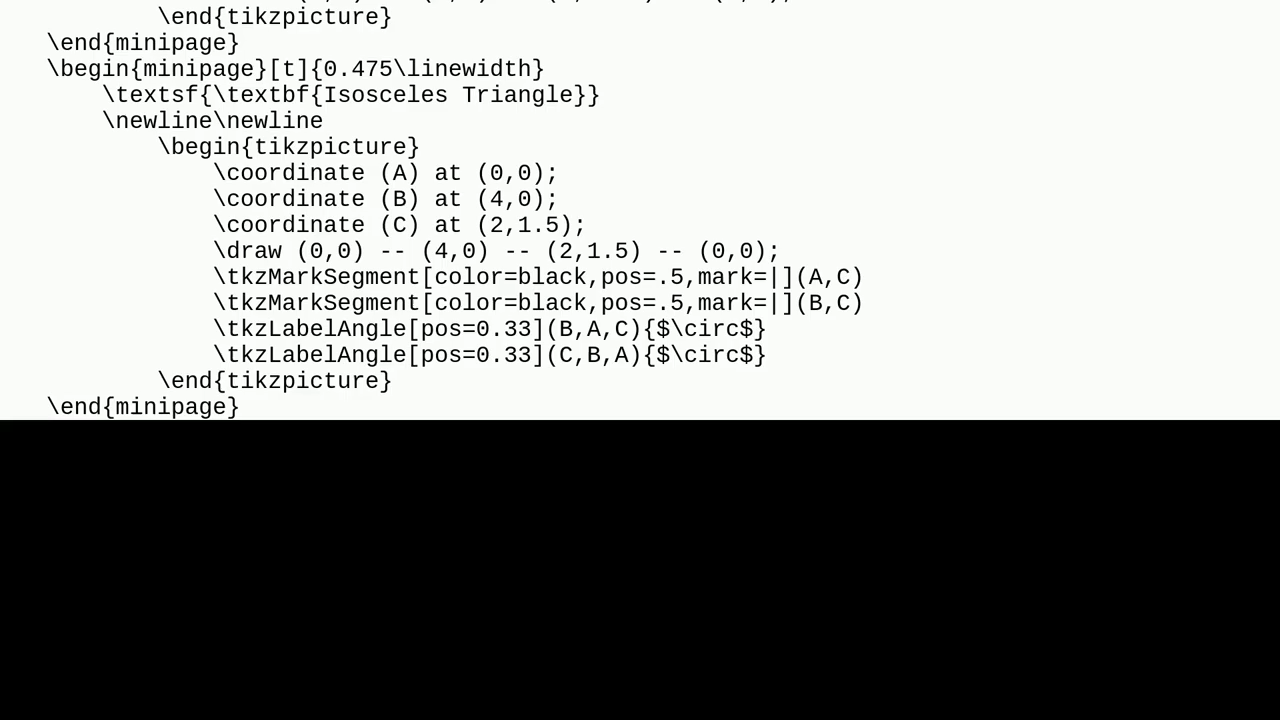 \end{tikzpicture}
\end{minipage}
\begin{minipage}[t]{0.475\linewidth}
\textsf{\textbf{Isosceles Triangle}}
\newline\newline
\begin{tikzpicture}
\coordinate (A) at (0,0);
\coordinate (B) at (4,0);
\coordinate (C) at (2,1.5);
\draw (0,0) -- (4,0) -- (2,1.5) -- (0,0);
\tkzMarkSegment[color=black,pos=.5,mark=|](A,C)
\tkzMarkSegment[color=black,pos=.5,mark=|](B,C)
\tkzLabelAngle[pos=0.33](B,A,C){$\circ$}
\tkzLabelAngle[pos=0.33](C,B,A){$\circ$}
\end{tikzpicture}
\end{minipage}